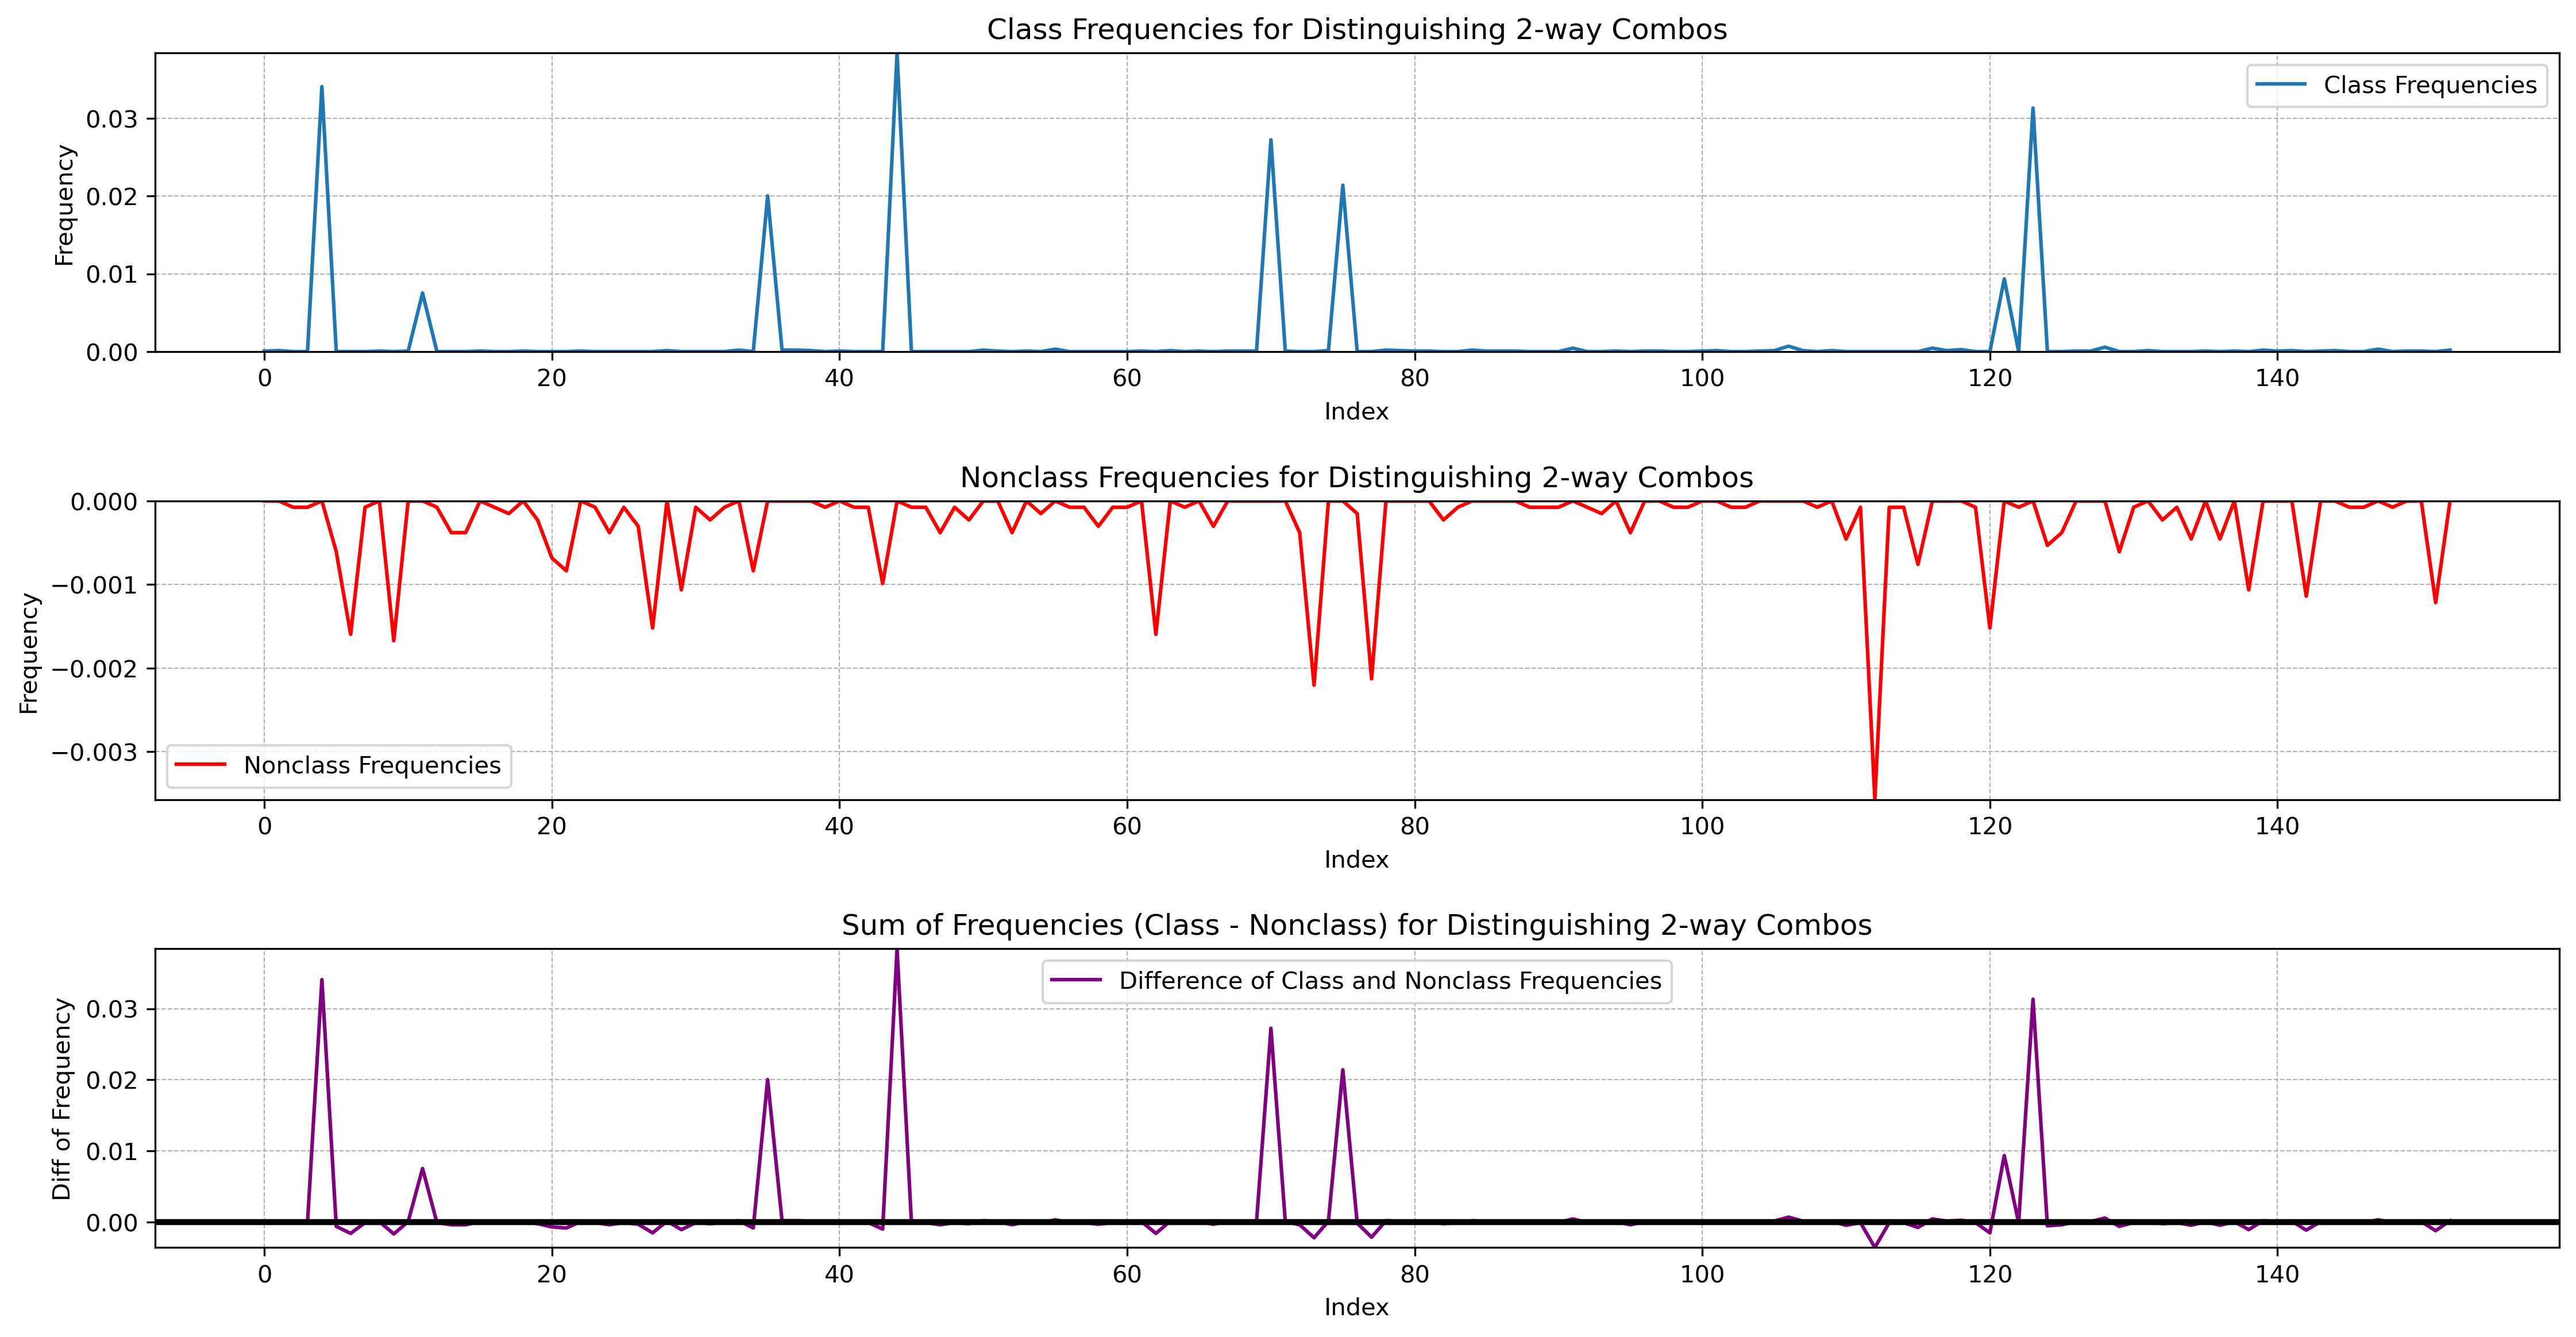 Class Frequencies for Distinguishing 2-way Combos
Class Frequencies
Frequency
0.03
0.02
0.01
0.00
0 20 40 60 80 100 120 140
Index
Nonclass Frequencies for Distinguishing 2-way Combos
Frequency
0.000
−0.001
−0.002
−0.003
Nonclass Frequencies
0 20 40 60 80 100 120 140
Index
Sum of Frequencies (Class - Nonclass) for Distinguishing 2-way Combos
Difference of Class and Nonclass Frequencies
Diff of Frequency
0.03
0.02
0.01
0.00
0 20 40 60 80 100 120 140
Index